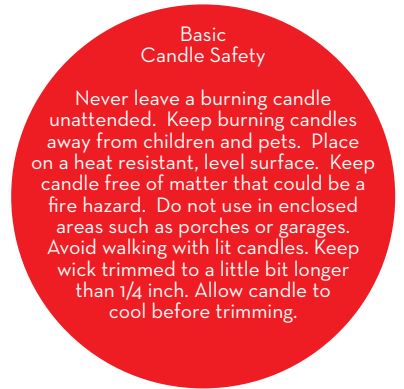 Basic
Candle Safety
Never leave a burning candle
unattended.  Keep burning candles
away from children and pets.  Place
on a heat resistant, level surface.  Keep
candle free of matter that could be a
fire hazard.  Do not use in enclosed
areas such as porches or garages.
Avoid walking with lit candles. Keep
wick trimmed to a little bit longer
than 1/4 inch. Allow candle to
cool before trimming.